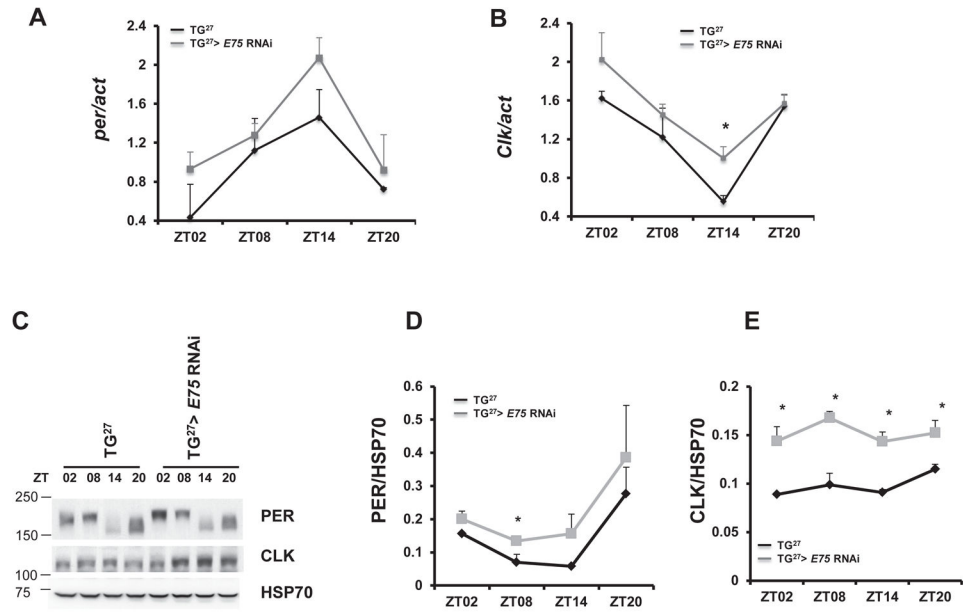 A
TG27
TG27> E75 RNAi
per/act
2.4
2
1.6
1.2
0.8
0.4
ZT02 ZT08 ZT14 ZT20
B
TG27
TG27> E75 RNAi
Clk/act
2.4
2
1.6
1.2
0.8
0.4
*
ZT02 ZT08 ZT14 ZT20
C
TG27
TG27> E75 RNAi
ZT 02 08 14 20 02 08 14 20
250
150
PER
CLK
100
75
HSP70
D
TG27
TG27> E75 RNAi
PER/HSP70
0.6
0.5
0.4
0.3
0.2
0.1
0
*
ZT02 ZT08 ZT14 ZT20
E
CLK/HSP70
0.2
0.15
0.1
0.05
0
* * * *
TG27
TG27> E75 RNAi
ZT02 ZT08 ZT14 ZT20